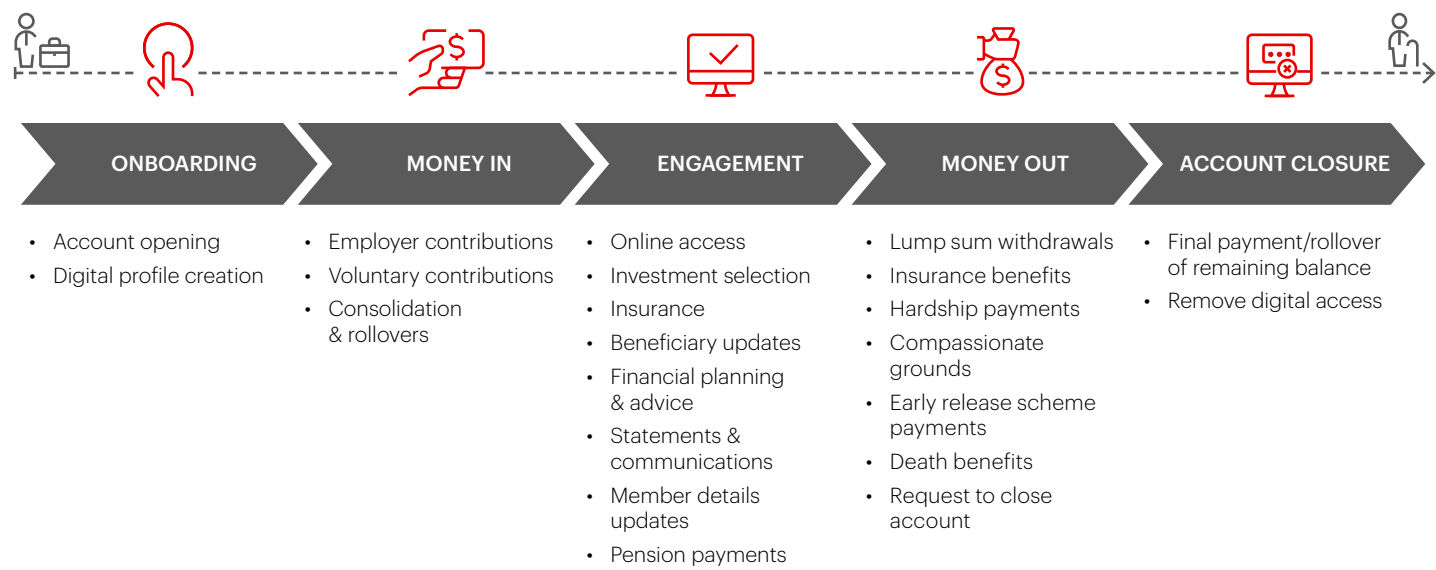 ONBOARDING
• Account opening
• Digital profile creation
MONEY IN
• Employer contributions
• Voluntary contributions
• Consolidation
& rollovers
ENGAGEMENT
• Online access
• Investment selection
• Insurance
• Beneficiary updates
• Financial planning
& advice
• Statements &
communications
• Member details
updates
• Pension payments
MONEY OUT
• Lump sum withdrawals
• Insurance benefits
• Hardship payments
• Compassionate
grounds
• Early release scheme
payments
• Death benefits
• Request to close
account
ACCOUNT CLOSURE
• Final payment/rollover
of remaining balance
• Remove digital access